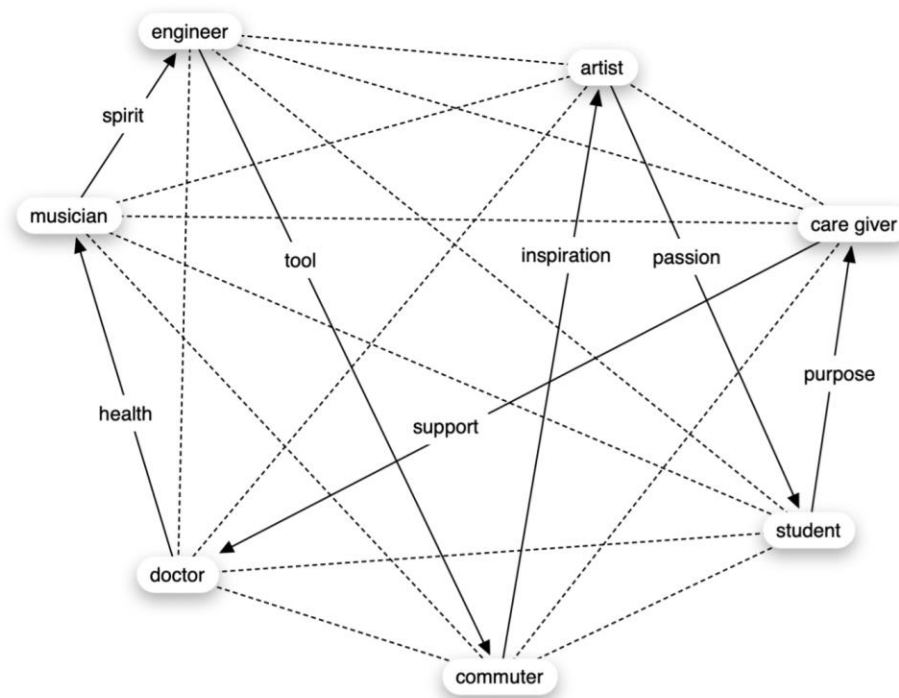 engineer
artist
spirit
musician
care giver
tool
inspiration
passion
purpose
health
support
student
doctor
commuter